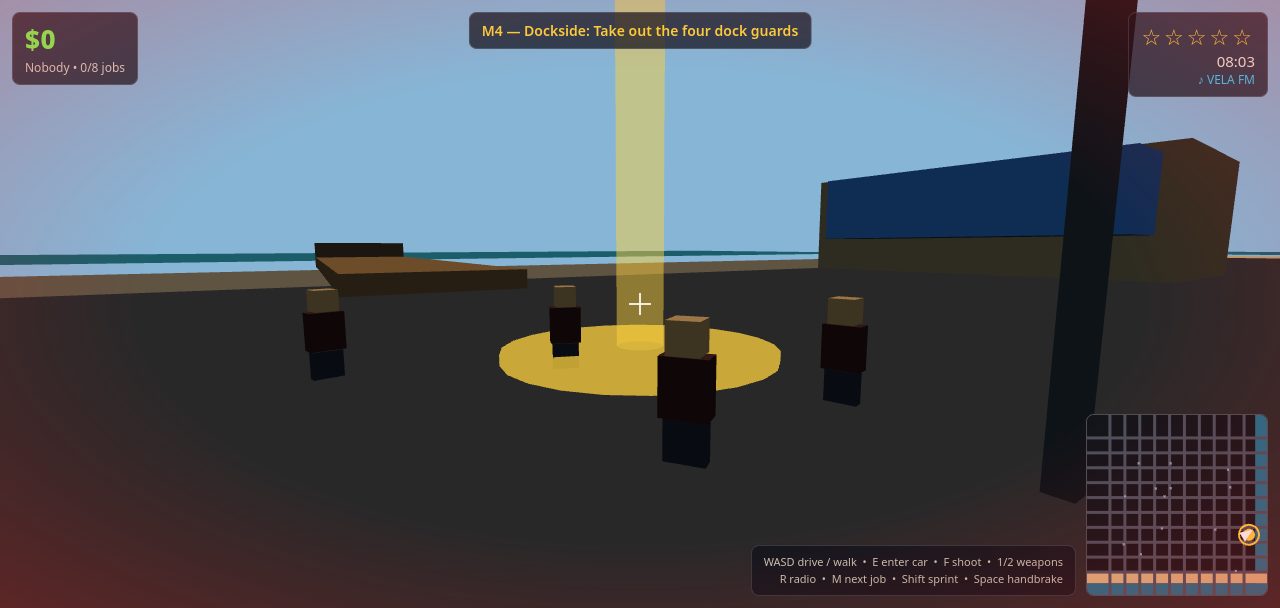 $0
Nobody • 0/8 jobs
M4 — Dockside: Take out the four dock guards
☆☆☆☆☆
08:03
♪ VELA FM
WASD drive / walk • E enter car • F shoot • 1/2 weapons
R radio • M next job • Shift sprint • Space handbrake